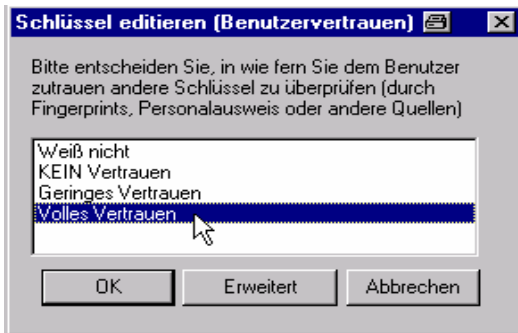 Schlüssel editieren (Benutzervertrauen)
Bitte entscheiden Sie, in wie fern Sie dem Benutzer
zutrauen andere Schlüssel zu überprüfen (durch
Fingerprints, Personalausweis oder andere Quellen)
Weiß nicht
KEIN Vertrauen
Geringes Vertrauen
Volles Vertrauen
OK Erweitert Abbrechen